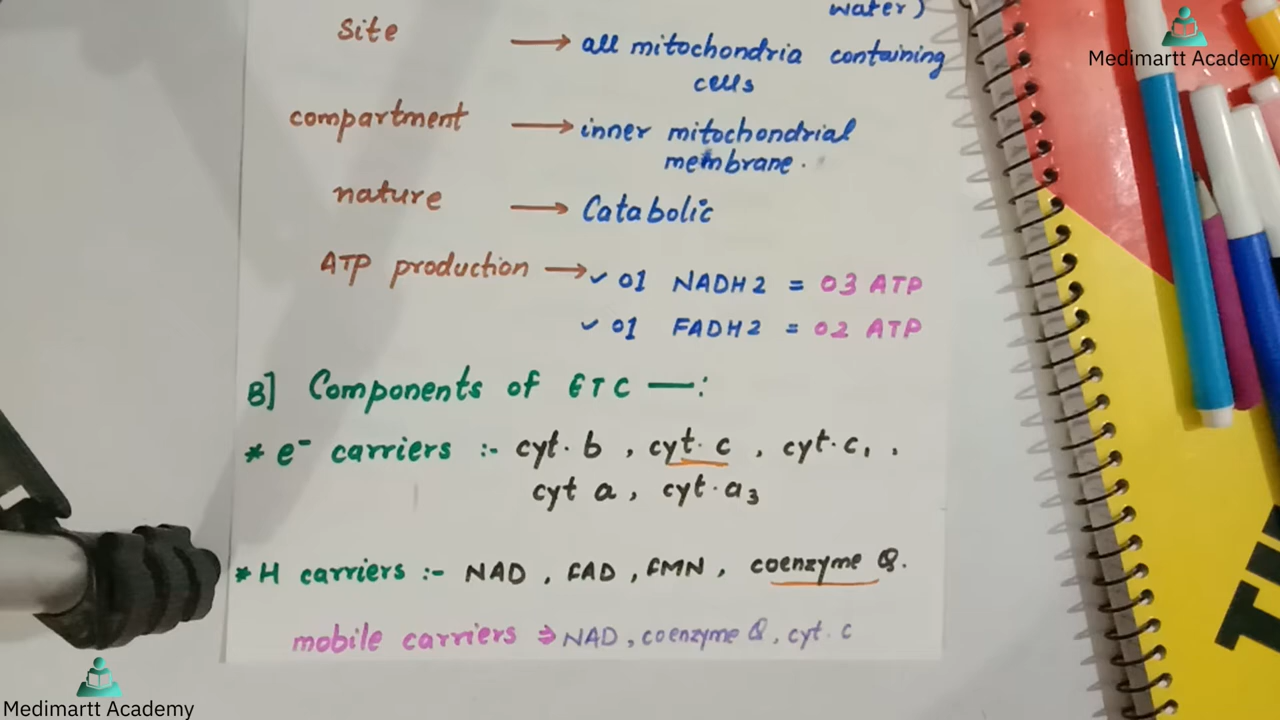 water)
Site → all mitochondria containing
cells
compartment → inner mitochondrial
membrane.
nature → Catabolic
ATP production → ✓ 01 NADH2 = 03 ATP
✓ 01 FADH2 = 02 ATP
B] Components of ETC —:
* e⁻ carriers :- cyt. b , cyt. c , cyt. c₁ ,
cyt a , cyt. a₃
* H carriers :- NAD , FAD , FMN , coenzyme Q.
mobile carriers ⇒ NAD , coenzyme Q , cyt. c
Medimartt Academy
Medimartt Academy